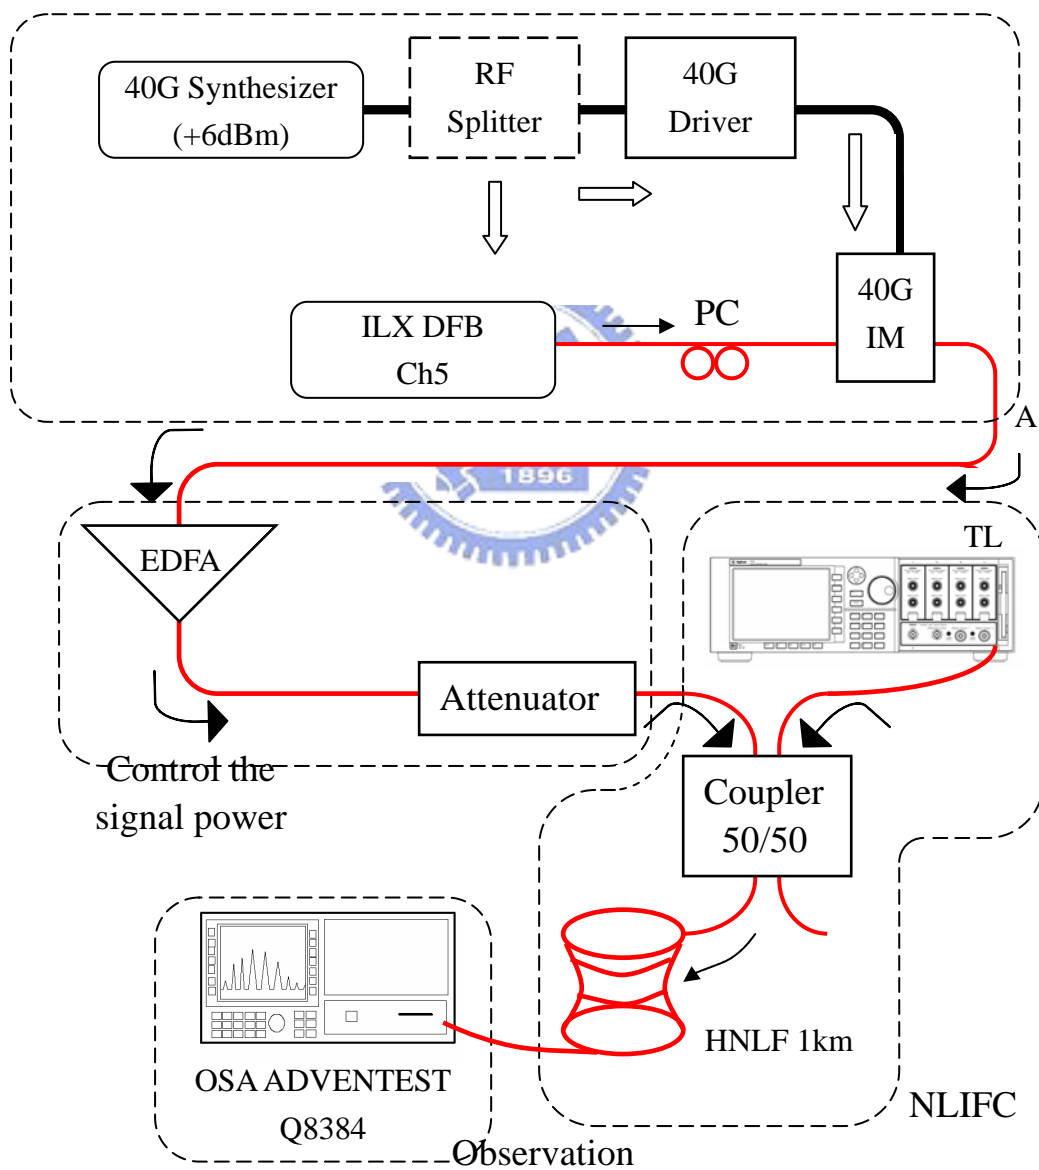 40G Synthesizer
(+6dBm)
RF
Splitter
40G
Driver
ILX DFB
Ch5
PC
40G
IM
A
1896
EDFA
TL
Attenuator
Control the
signal power
Coupler
50/50
HNLF 1km
OSA ADVENTEST
Q8384
NLIFC
Observation